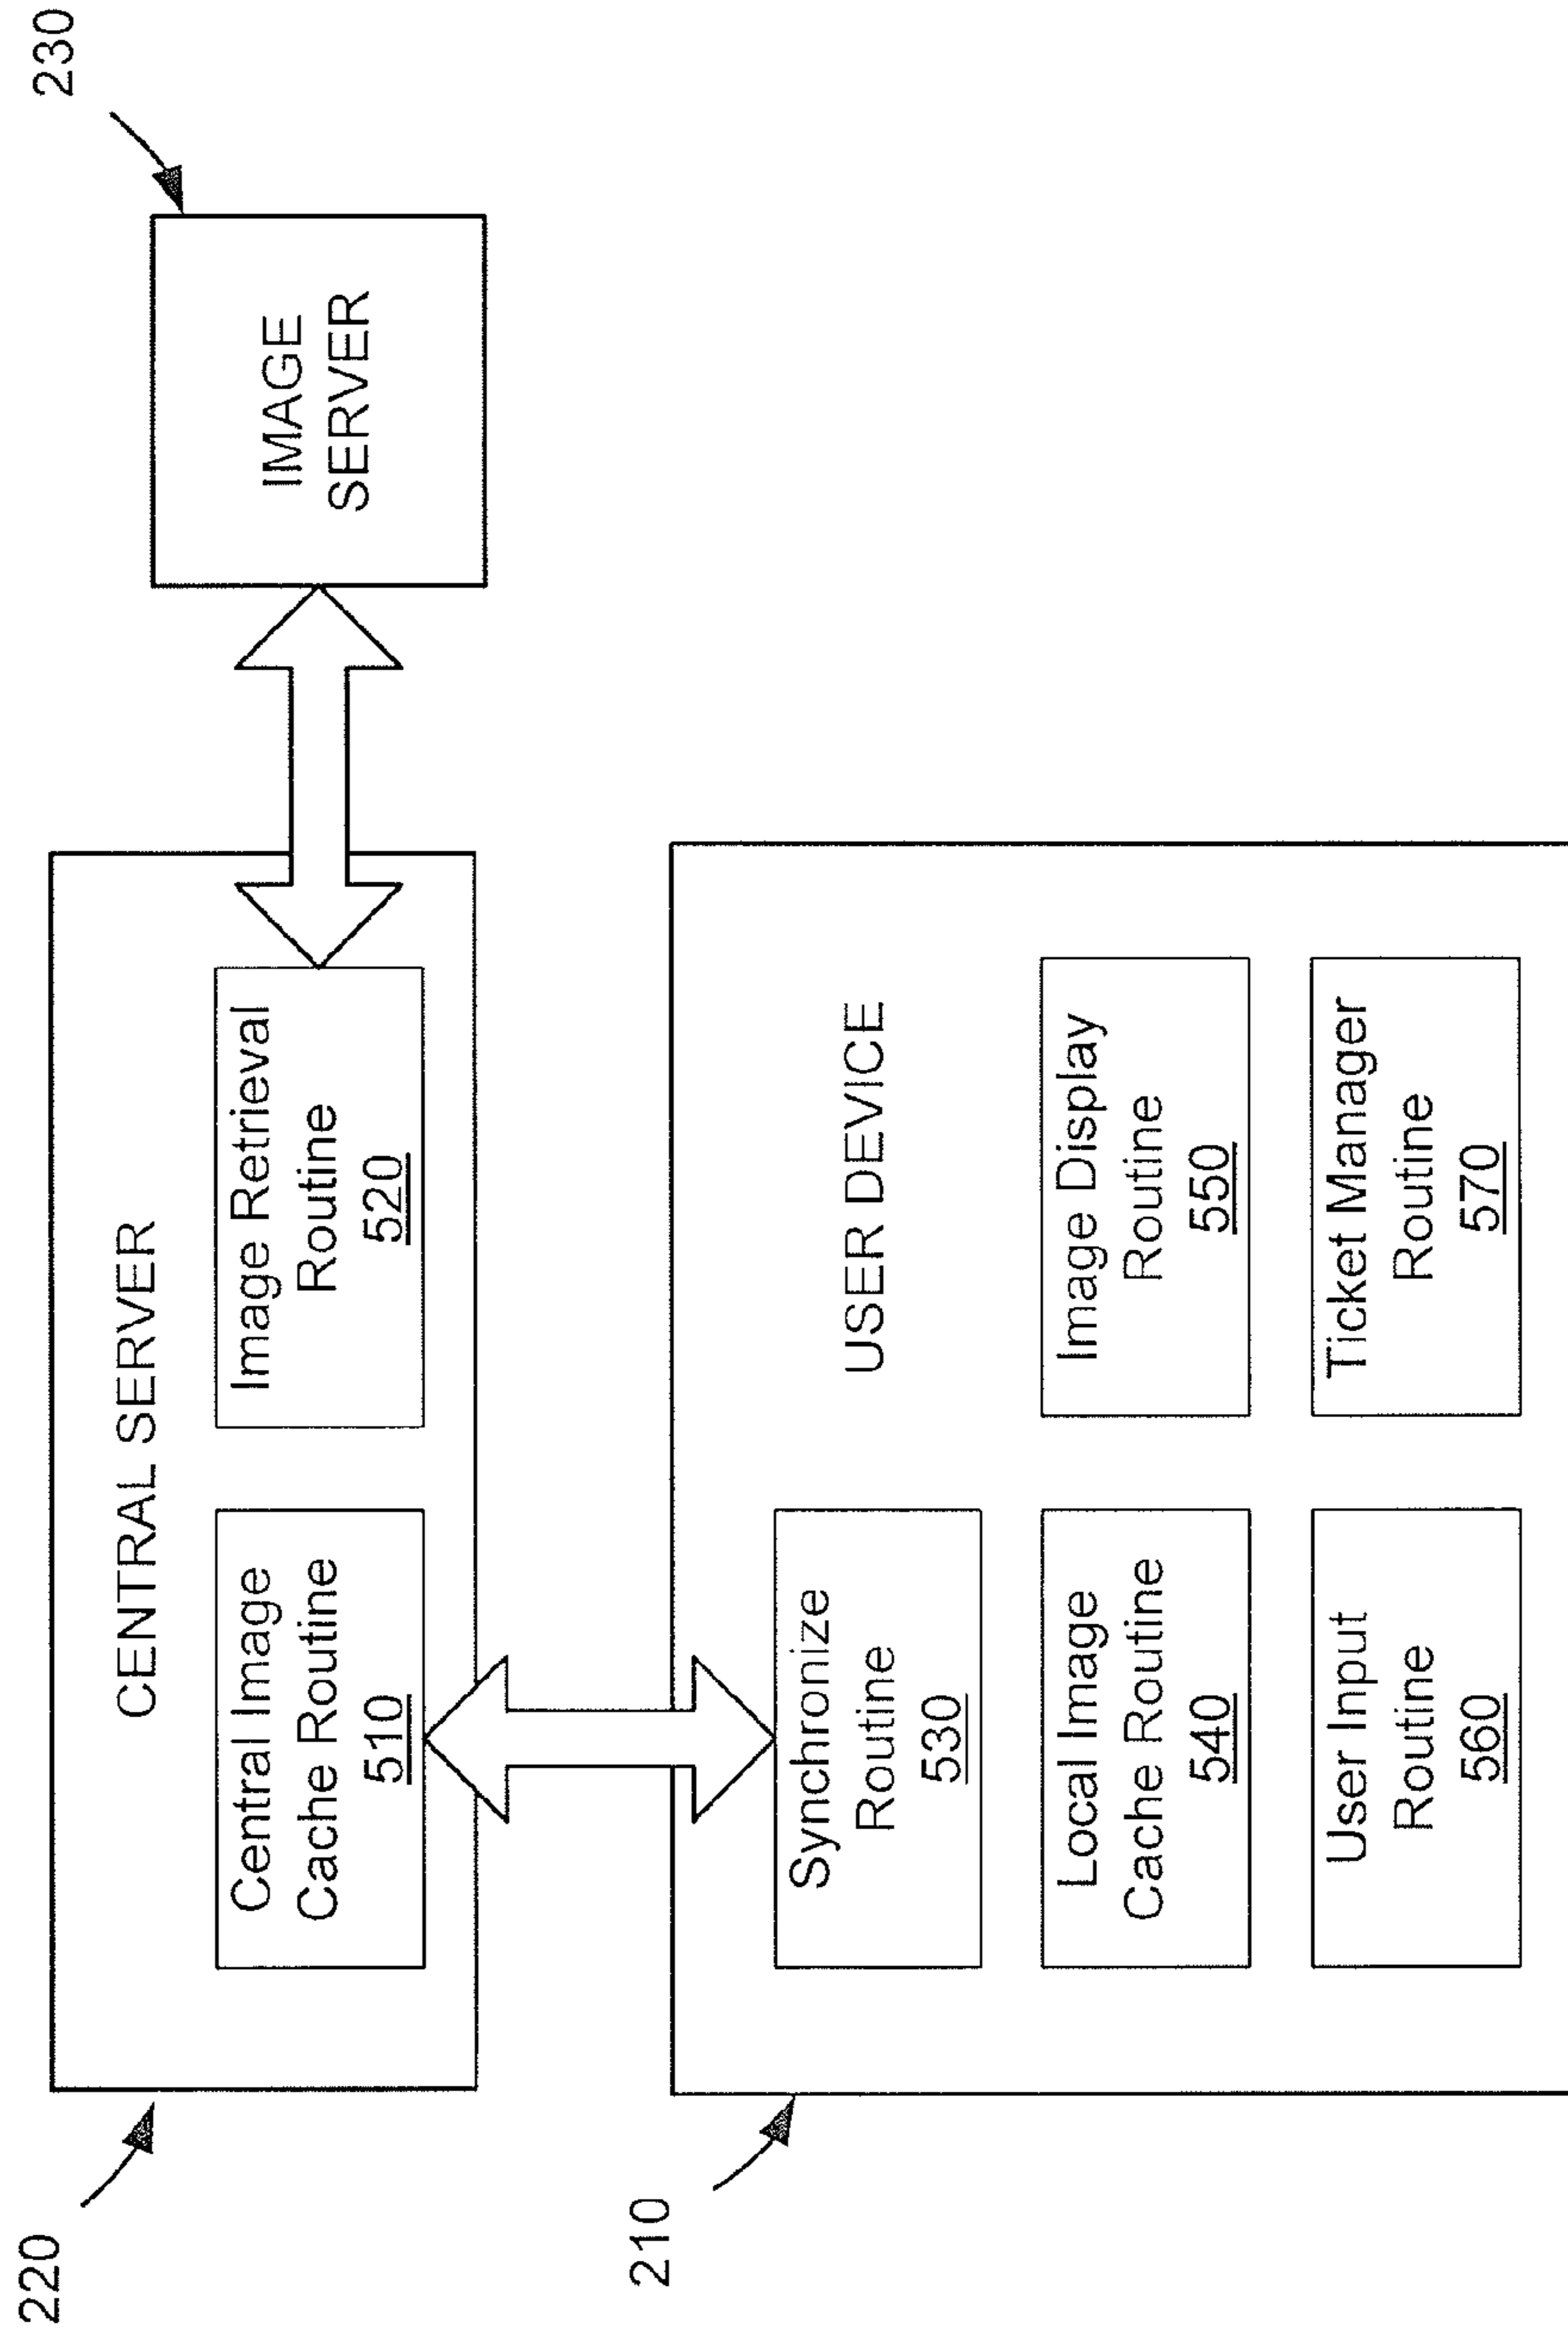 220
CENTRAL SERVER
Central Image
Cache Routine
510
Image Retrieval
Routine
520
230
IMAGE
SERVER
210
USER DEVICE
Synchronize
Routine
530
Local Image
Cache Routine
540
Image Display
Routine
550
User Input
Routine
560
Ticket Manager
Routine
570